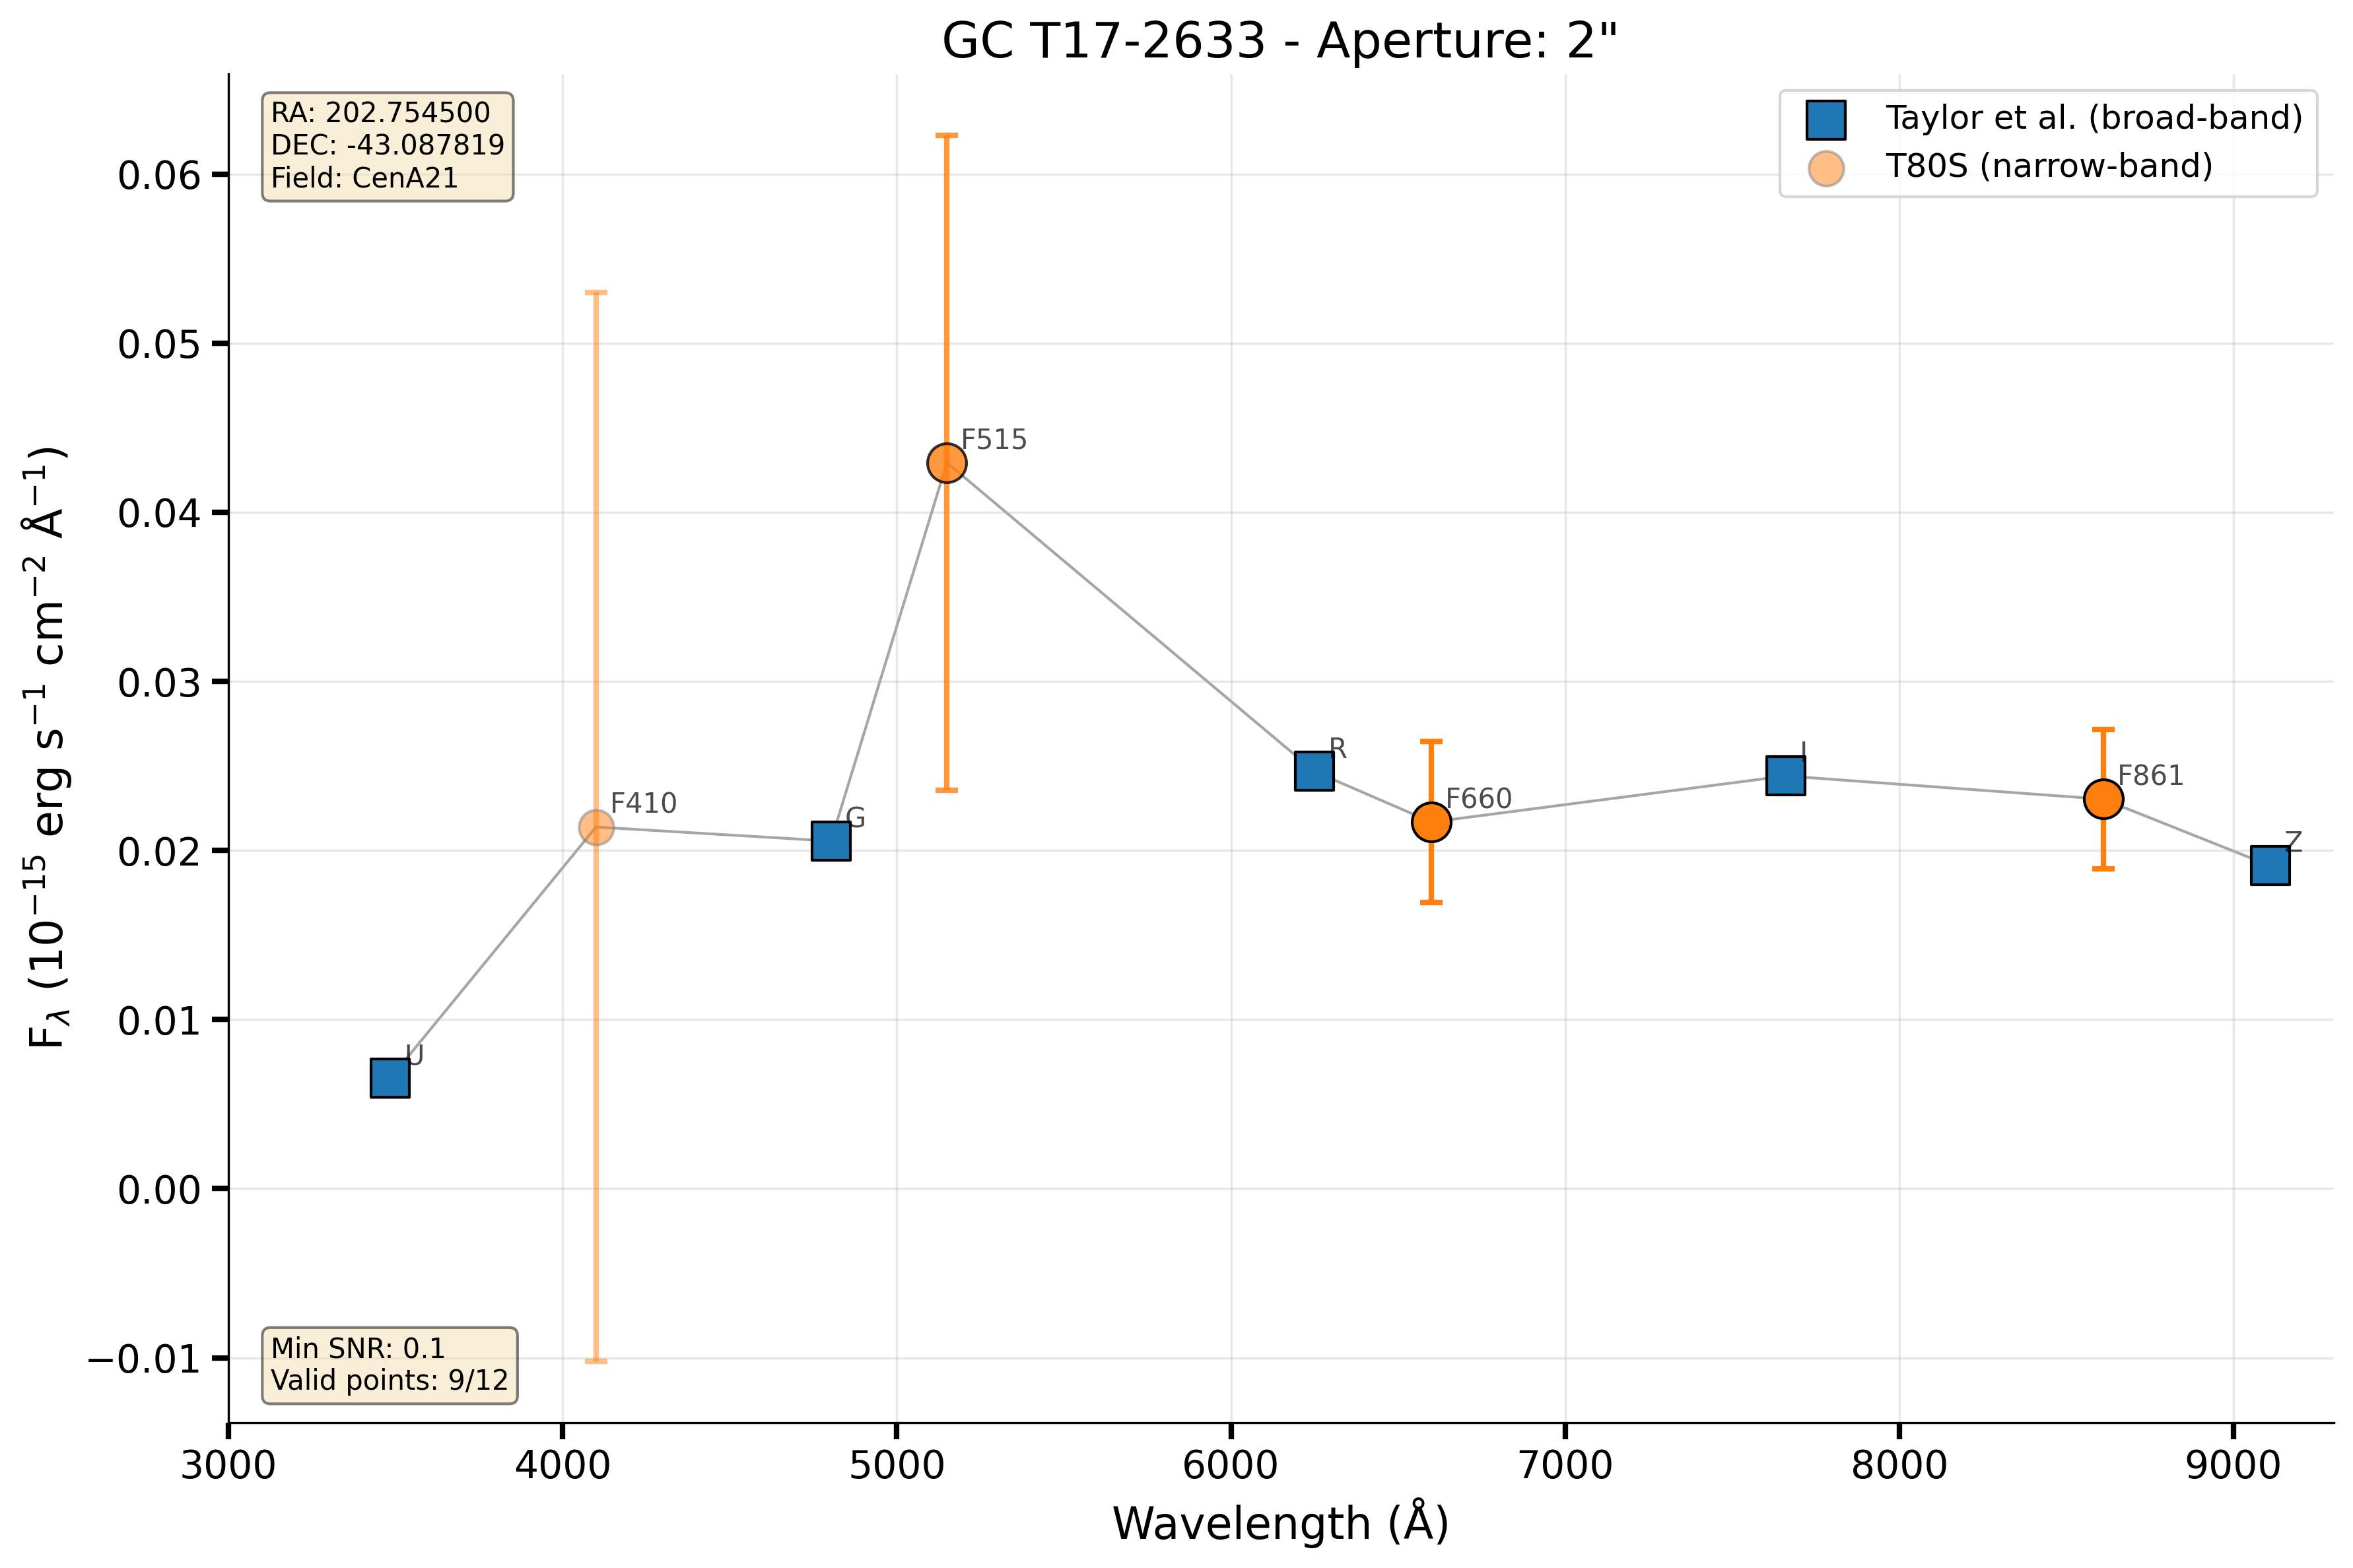 GC T17-2633 - Aperture: 2"
RA: 202.754500
DEC: -43.087819
Field: CenA21
Taylor et al. (broad-band)
T80S (narrow-band)
F_λ (10⁻¹⁵ erg s⁻¹ cm⁻² Å⁻¹)
0.06
0.05
0.04
0.03
0.02
0.01
0.00
−0.01
U
F410
G
F515
R
F660
I
F861
Z
Min SNR: 0.1
Valid points: 9/12
3000 4000 5000 6000 7000 8000 9000
Wavelength (Å)